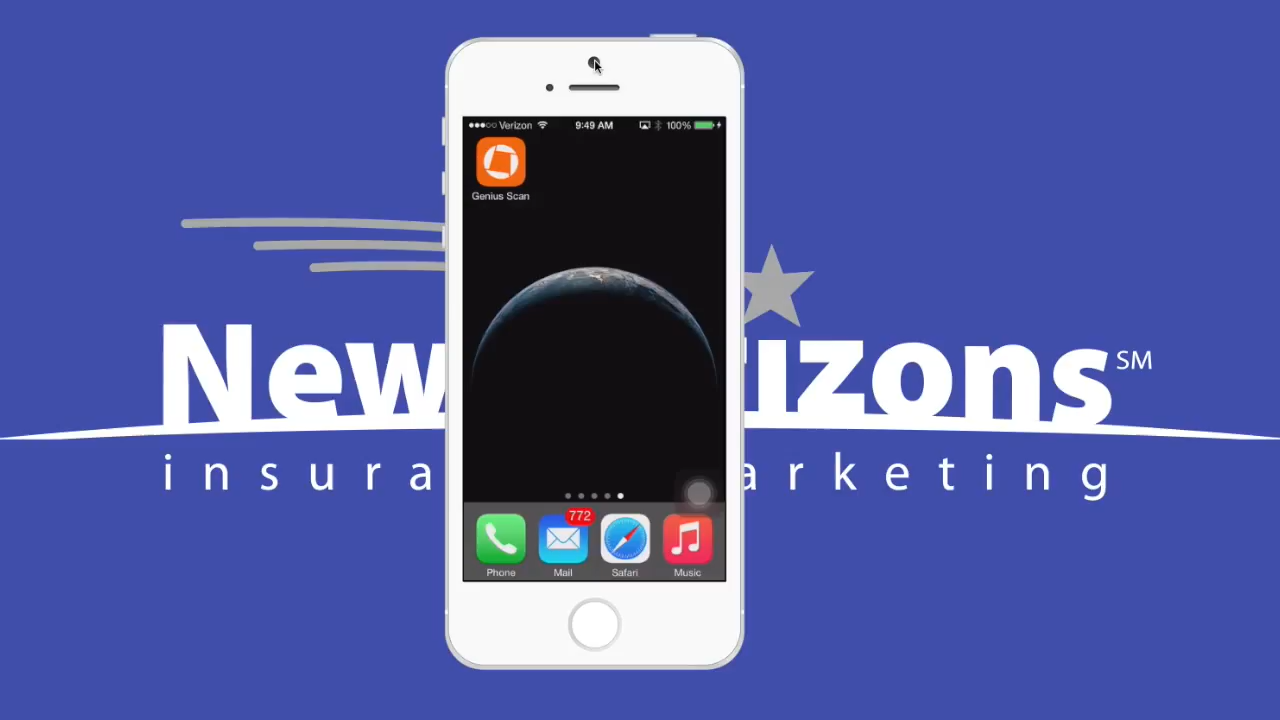 Verizon 9:49 AM 100%
Genius Scan
New izons SM
insura arketing
772
Phone Mail Safari Music